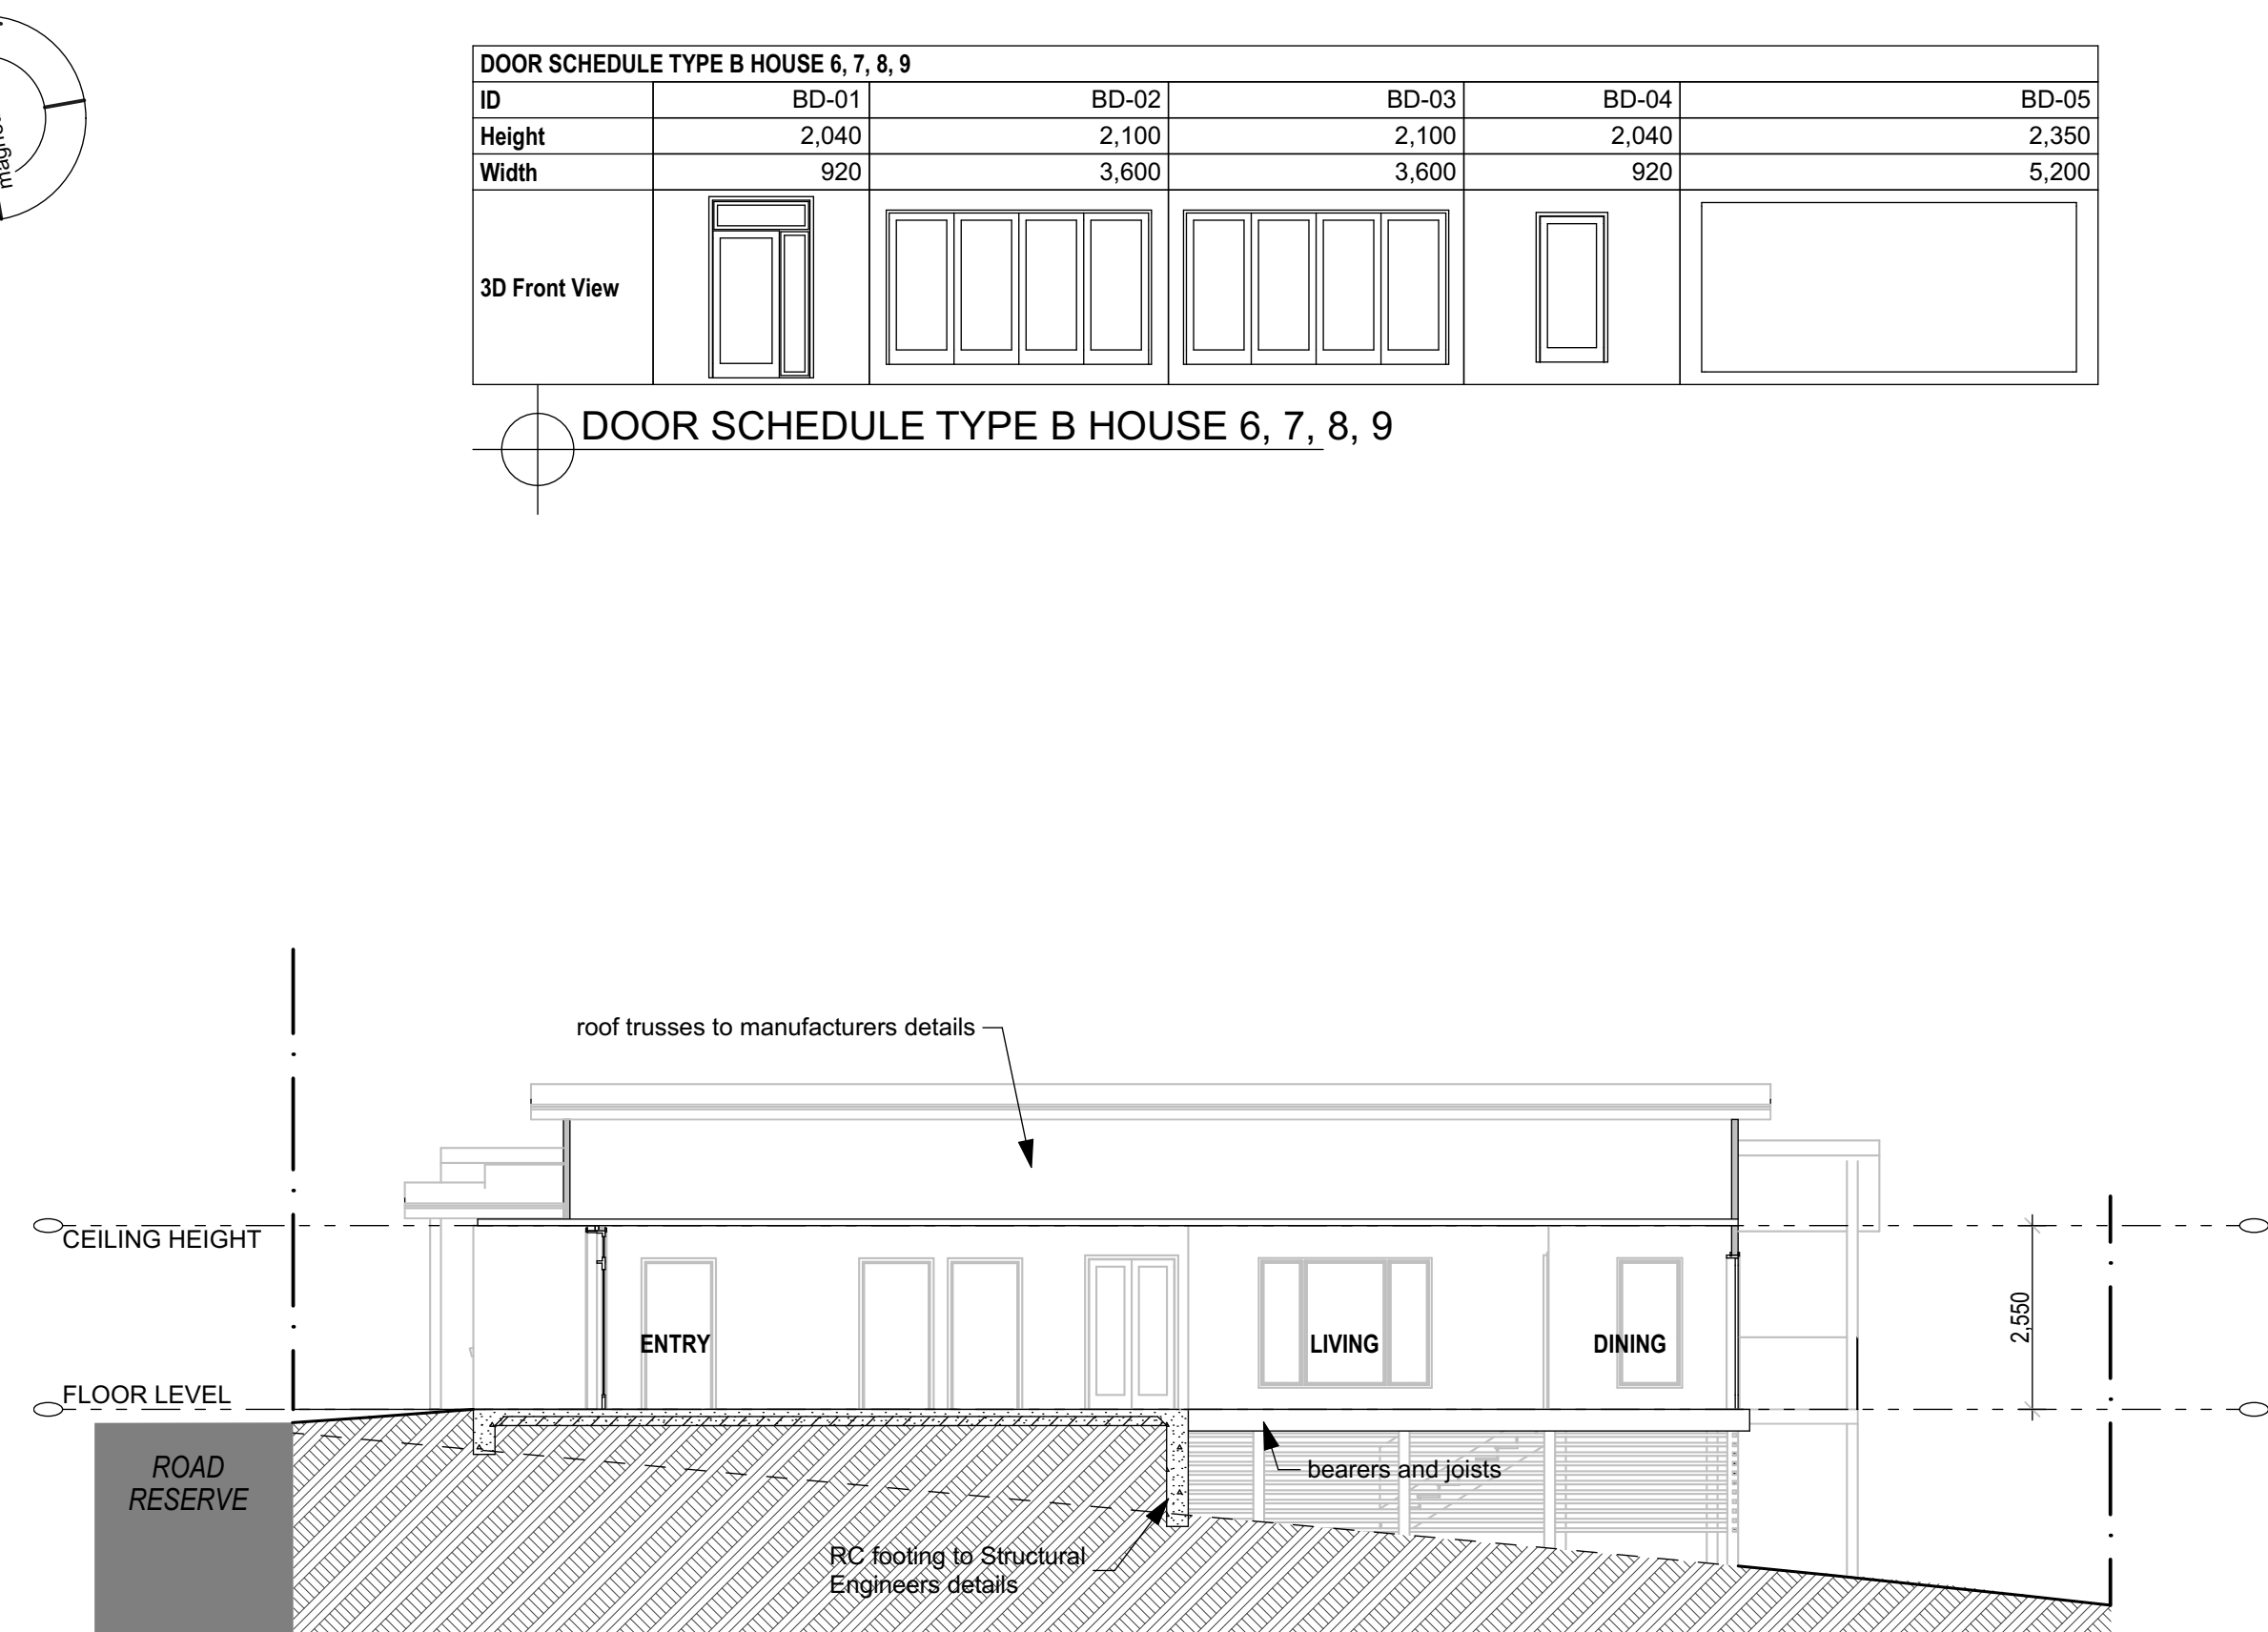 DOOR SCHEDULE TYPE B HOUSE 6, 7, 8, 9
ID BD-01 BD-02 BD-03 BD-04 BD-05
Height 2,040 2,100 2,100 2,040 2,350
Width 920 3,600 3,600 920 5,200
3D Front View
DOOR SCHEDULE TYPE B HOUSE 6, 7, 8, 9
roof trusses to manufacturers details
CEILING HEIGHT
2,550
ENTRY LIVING DINING
FLOOR LEVEL
ROAD
RESERVE
bearers and joists
RC footing to Structural
Engineers details